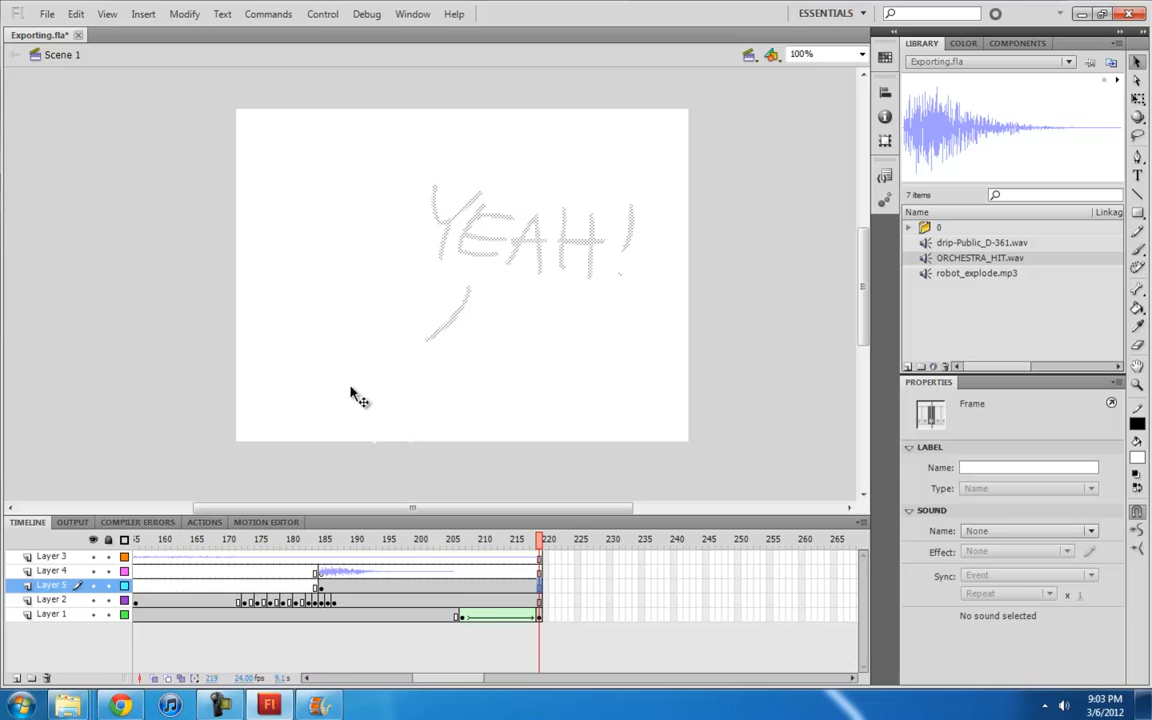 Fl File Edit View Insert Modify Text Commands Control Debug Window Help ESSENTIALS
Exporting.fla*
Scene 1 100%
YEAH!
LIBRARY COLOR COMPONENTS
Exporting.fla
7 items
Name Linkag
0
drip-Public_D-361.wav
ORCHESTRA_HIT.wav
robot_explode.mp3
PROPERTIES
Frame
LABEL
Name:
Type: Name
SOUND
Name: None
Effect: None
Sync: Event
Repeat x 1
No sound selected
TIMELINE OUTPUT COMPILER ERRORS ACTIONS MOTION EDITOR
160 165 170 175 180 185 190 195 200 205 210 215 220 225 230 235 240 245 250 255 260 265
Layer 3
Layer 4
Layer 5
Layer 2
Layer 1
219 24.00 fps 9.1s
Fl
9:03 PM
3/6/2012